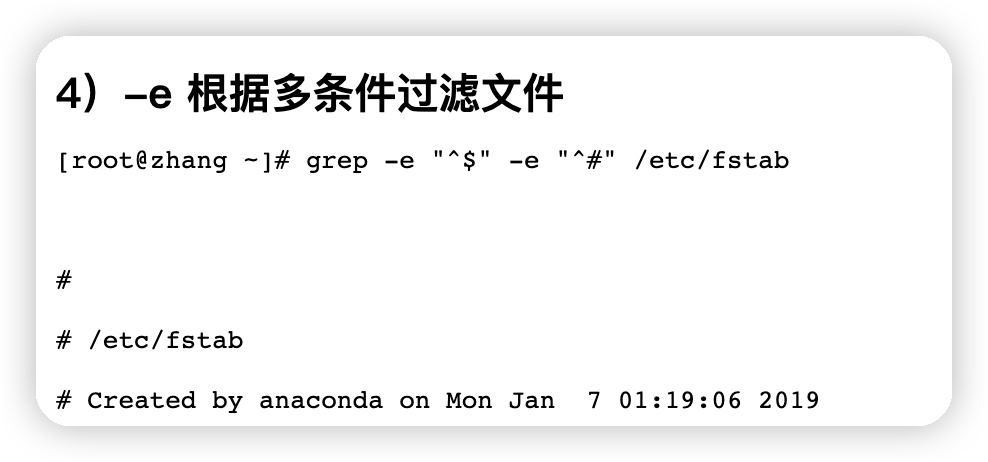 4）-e 根据多条件过滤文件
[root@zhang ~]# grep -e "^$" -e "^#" /etc/fstab
#
# /etc/fstab
# Created by anaconda on Mon Jan  7 01:19:06 2019